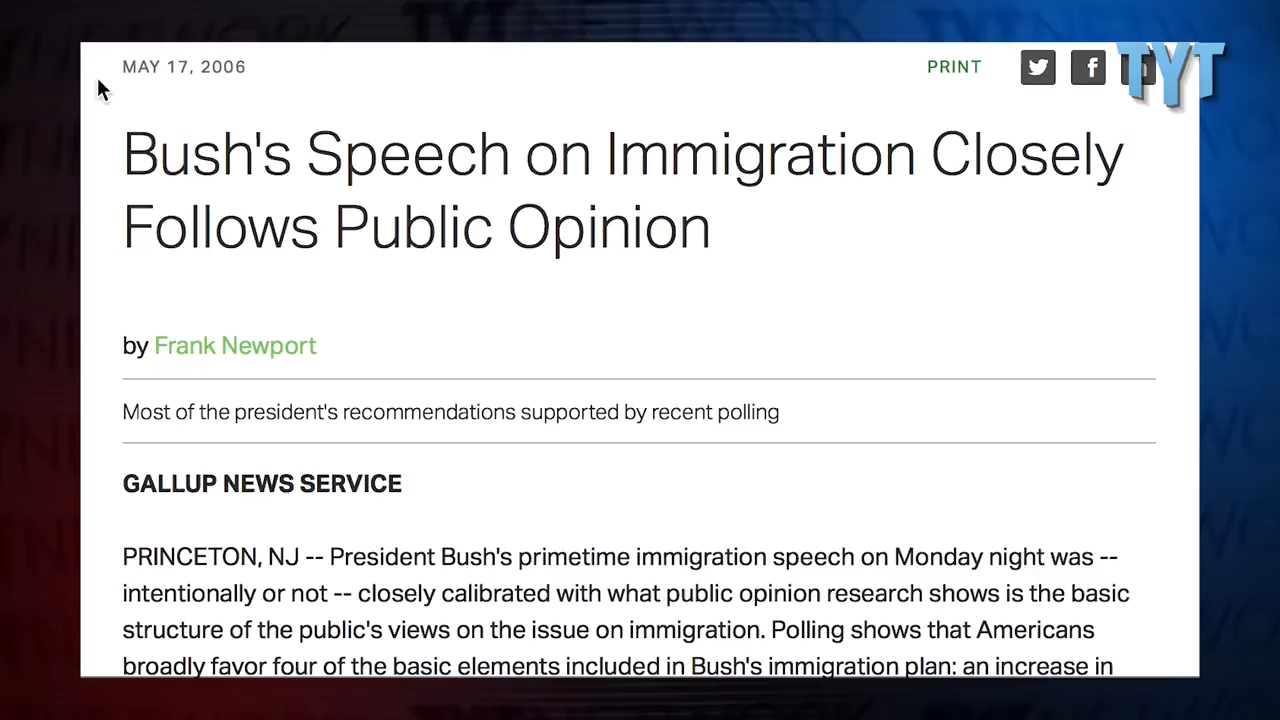 MAY 17, 2006
PRINT
TYT
Bush's Speech on Immigration Closely
Follows Public Opinion
by Frank Newport
Most of the president's recommendations supported by recent polling
GALLUP NEWS SERVICE
PRINCETON, NJ -- President Bush's primetime immigration speech on Monday night was --
intentionally or not -- closely calibrated with what public opinion research shows is the basic
structure of the public's views on the issue on immigration. Polling shows that Americans
broadly favor four of the basic elements included in Bush's immigration plan: an increase in